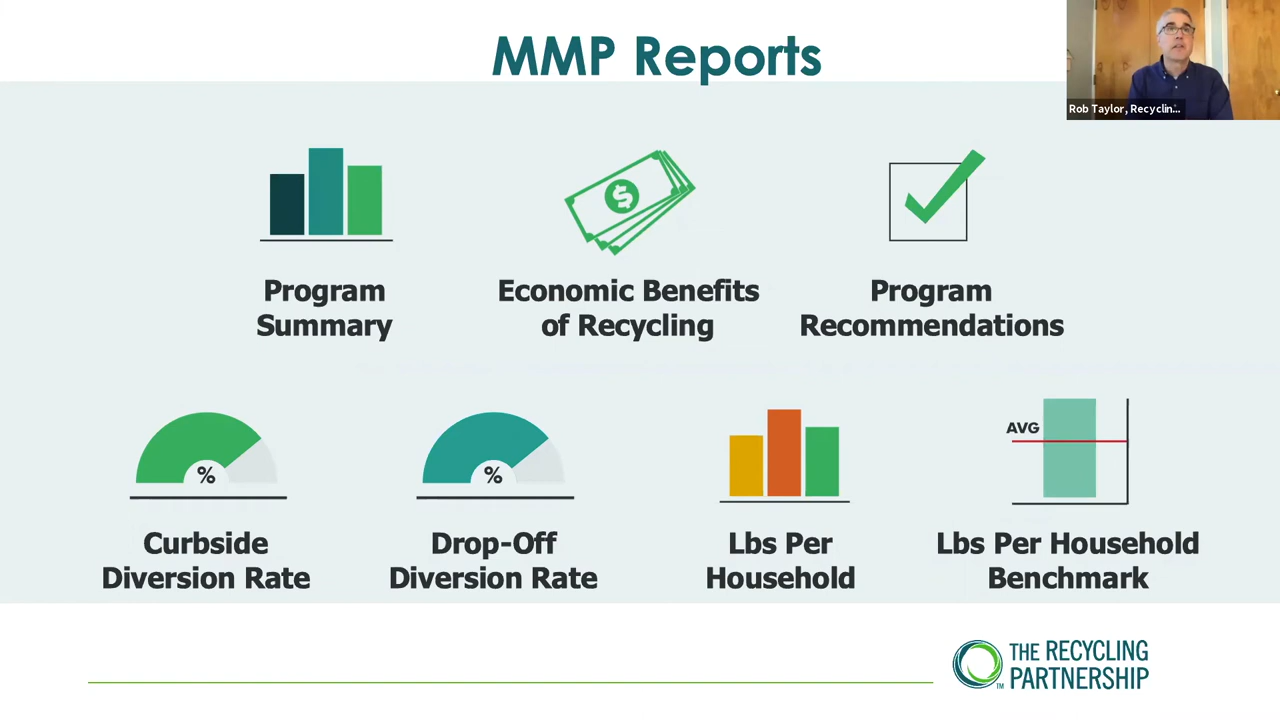 MMP Reports
Rob Taylor, Recyclin...
Program
Summary
$
Economic Benefits
of Recycling
Program
Recommendations
%
Curbside
Diversion Rate
%
Drop-Off
Diversion Rate
Lbs Per
Household
AVG
Lbs Per Household
Benchmark
THE RECYCLING
PARTNERSHIP
TM